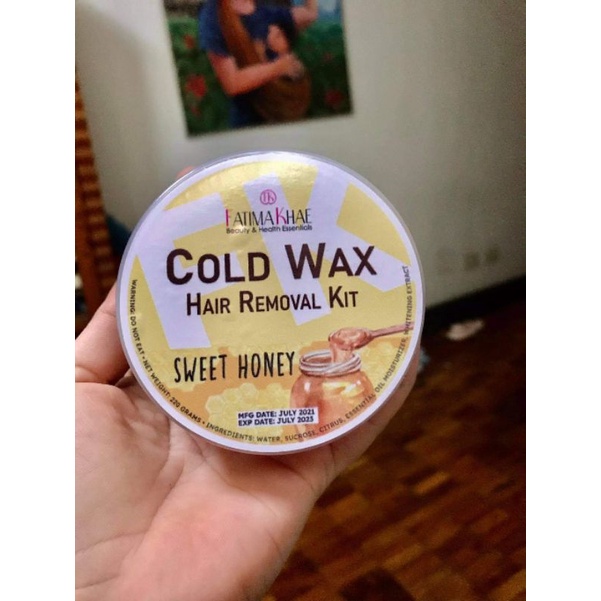 FK
FATIMA KHAE
Beauty & Health Essentials
COLD WAX
HAIR REMOVAL KIT
SWEET HONEY
MFG DATE: JULY 2021
EXP DATE: JULY 2023
WARNING: DO NOT EAT • NET WEIGHT: 220 GRAMS • INGREDIENTS: WATER, SUCROSE, CITRUS, ESSENTIAL OIL, MOISTURIZER, WHITENING EXTRACT